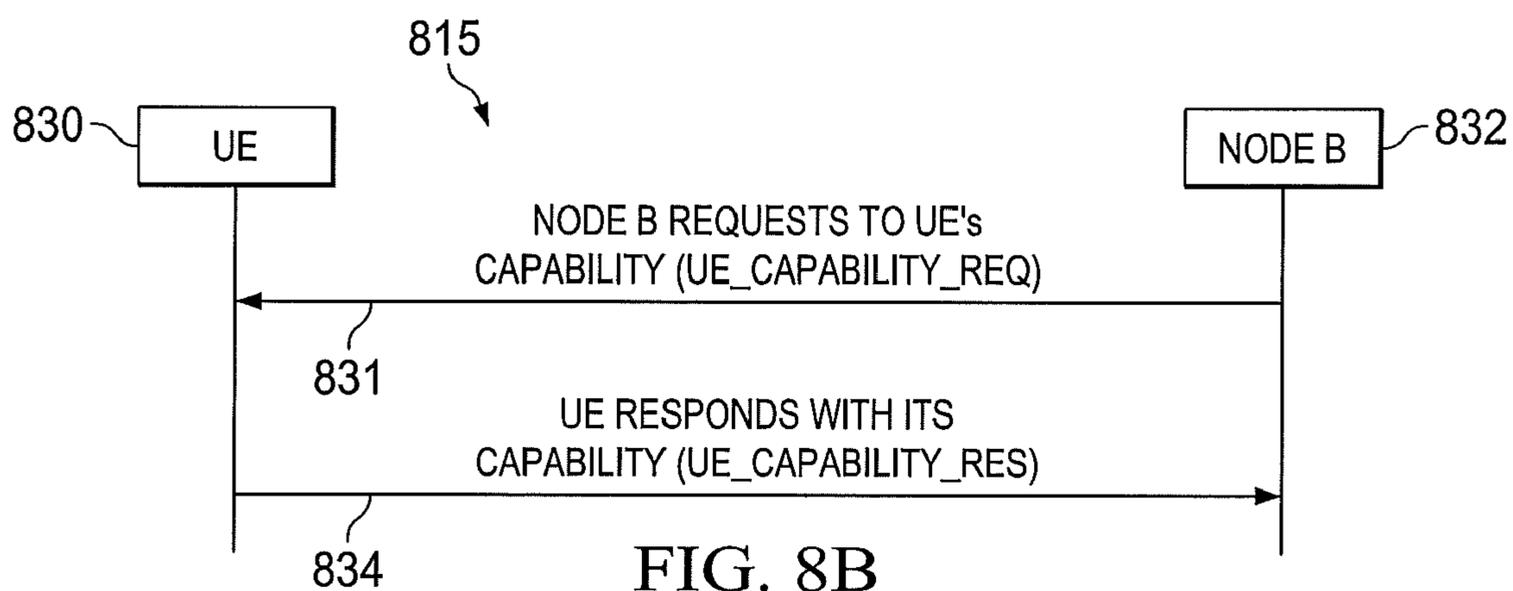 815
830
UE
NODE B
832
NODE B REQUESTS TO UE's
CAPABILITY (UE_CAPABILITY_REQ)
831
UE RESPONDS WITH ITS
CAPABILITY (UE_CAPABILITY_RES)
834
FIG. 8B